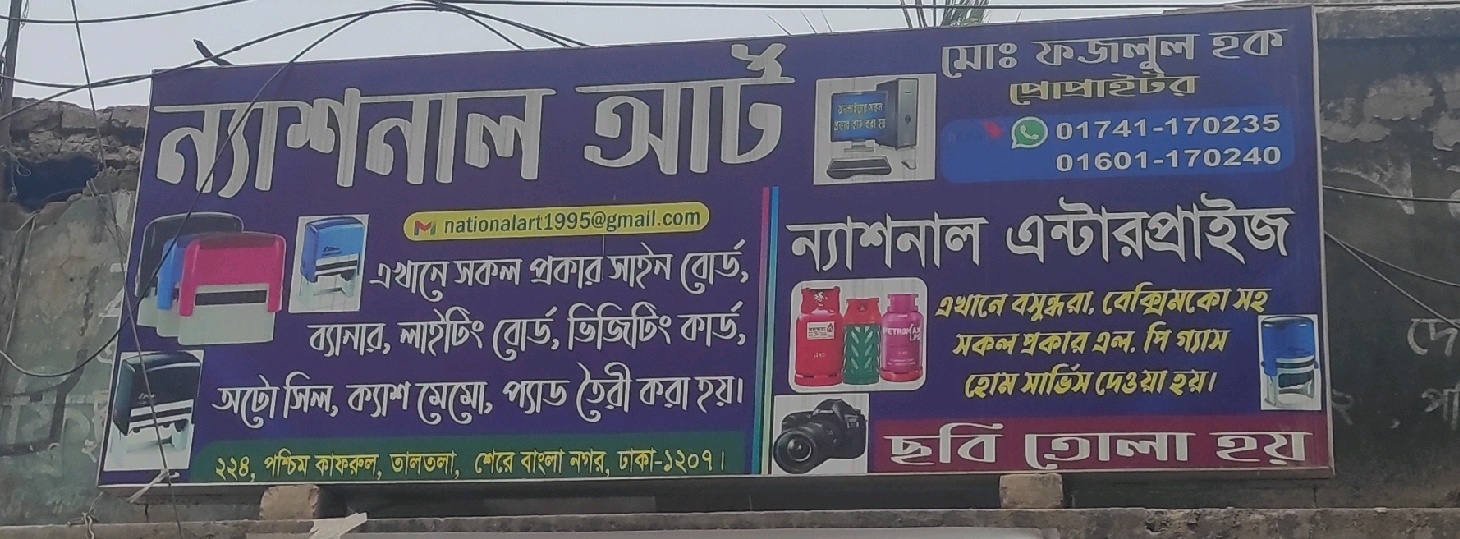 ন্যাশনাল আর্ট
nationalart1995@gmail.com
এখানে সকল প্রকার সাইন বোর্ড,
ব্যানার, লাইটিং বোর্ড, ভিজিটিং কার্ড,
অটো সিল, ক্যাশ মেমো, প্যাড তৈরী করা হয়।
২২৪, পশ্চিম কাফরুল, তালতলা, শেরে বাংলা নগর, ঢাকা-১২০৭।
মোঃ ফজলুল হক
প্রোপ্রাইটর
01741-170235
01601-170240
ন্যাশনাল এন্টারপ্রাইজ
এখানে বসুন্ধরা, বেক্সিমকো সহ
সকল প্রকার এল. পি গ্যাস
হোম সার্ভিস দেওয়া হয়।
PETROMAX
ছবি তোলা হয়